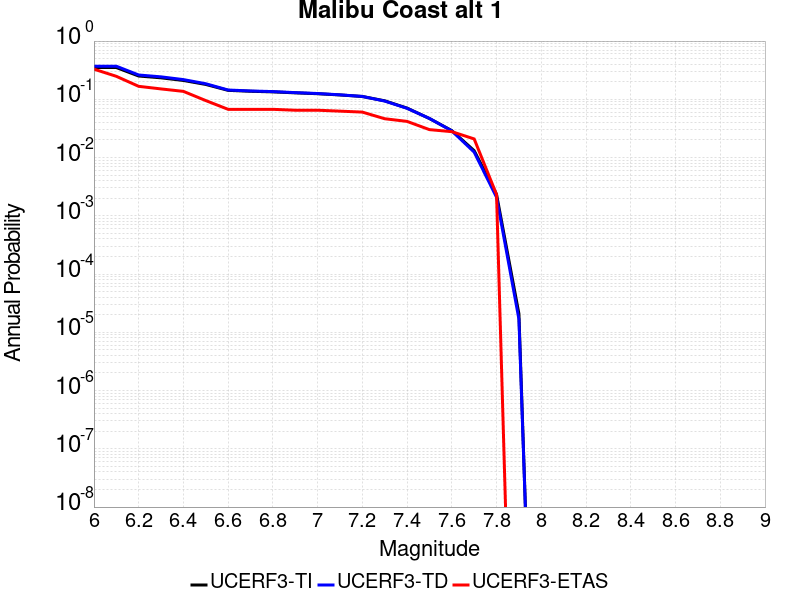 Malibu Coast alt 1
10^0
10^-1
10^-2
10^-3
10^-4
10^-5
10^-6
10^-7
10^-8
Annual Probability
6 6.2 6.4 6.6 6.8 7 7.2 7.4 7.6 7.8 8 8.2 8.4 8.6 8.8 9
Magnitude
UCERF3-TI UCERF3-TD UCERF3-ETAS